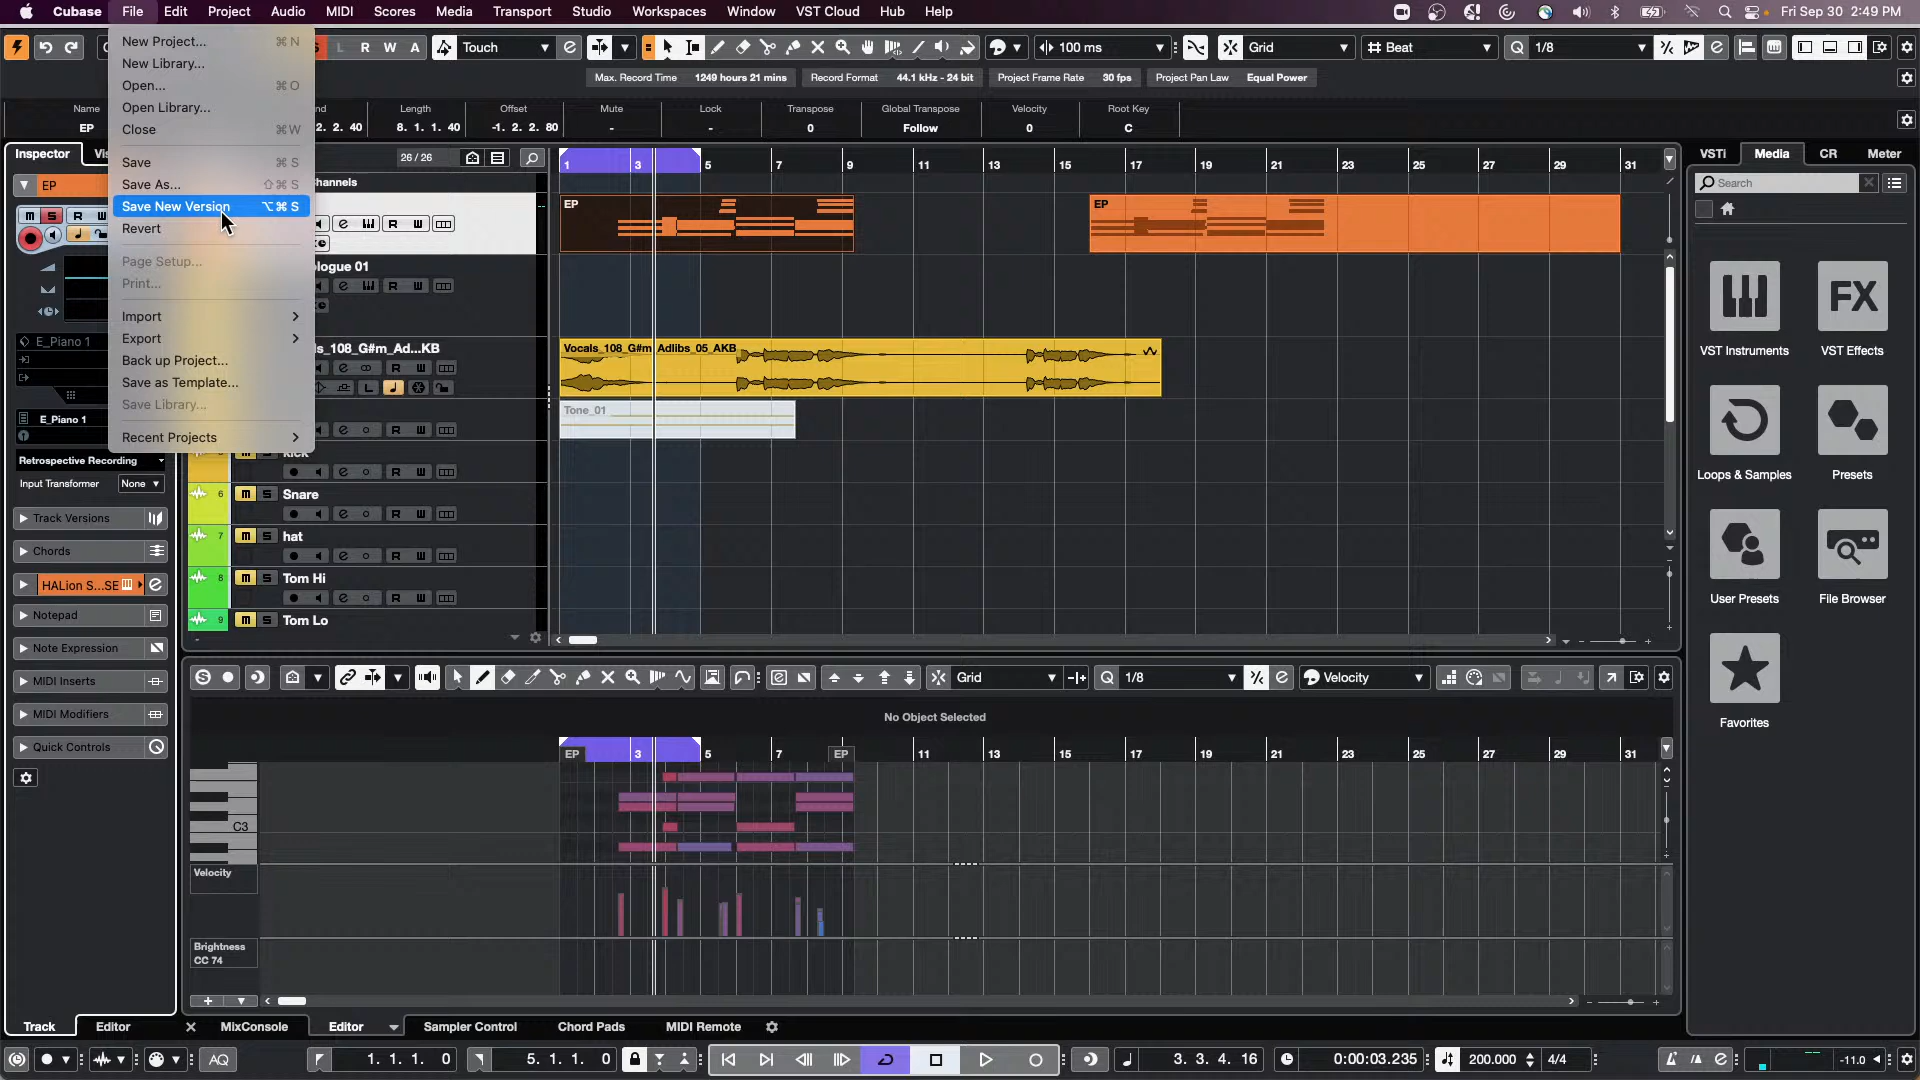 Cubase File Edit Project Audio MIDI Scores Media Transport Studio Workspaces Window VST Cloud Hub Help Fri Sep 30 2:49 PM
S L R W A Touch 100 ms Grid Beat Q 1/8
Max. Record Time 1249 hours 21 mins Record Format 44.1 kHz - 24 bit Project Frame Rate 30 fps Project Pan Law Equal Power
Name nd Length Offset Mute Lock Transpose Global Transpose Velocity Root Key
EP 2. 2. 40 8. 1. 1. 40 -1. 2. 2. 80 - - 0 Follow 0 C
New Project... ⌘ N
New Library...
Open... ⌘ O
Open Library...
Close ⌘ W
Save ⌘ S
Save As... ⇧⌘ S
Save New Version ⌥⌘ S
Revert
Page Setup...
Print...
Import
Export
Back up Project...
Save as Template...
Save Library...
Recent Projects
Inspector Vis
EP
m S R W
E_Piano 1
E_Piano 1
Retrospective Recording
Input Transformer None
Track Versions
Chords
HALion S...SE
Notepad
Note Expression
MIDI Inserts
MIDI Modifiers
Quick Controls
26 / 26
hannels
ologue 01
ls_108_G#m_Ad...KB
kick
6 m S Snare
7 m S hat
8 m S Tom Hi
9 m S Tom Lo
1 3 5 7 9 11 13 15 17 19 21 23 25 27 29 31
EP EP
Vocals_108_G#m_Adlibs_05_AKB
Tone_01
VSTi Media CR Meter
Search
VST Instruments VST Effects
Loops & Samples Presets
User Presets File Browser
Favorites
Grid Q 1/8 Velocity
No Object Selected
3 5 7 11 13 15 17 19 21 23 25 27 29 31
EP EP
C3
Velocity
Brightness
CC 74
Track Editor MixConsole Editor Sampler Control Chord Pads MIDI Remote
AQ 1. 1. 1. 0 5. 1. 1. 0 3. 3. 4. 16 0:00:03.235 200.000 4/4 -11.0